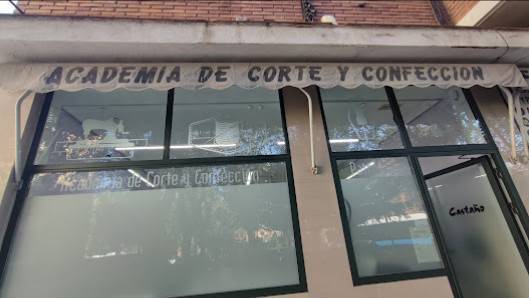 ACADEMIA DE CORTE Y CONFECCION
Academia de Corte y Confección
Castaño